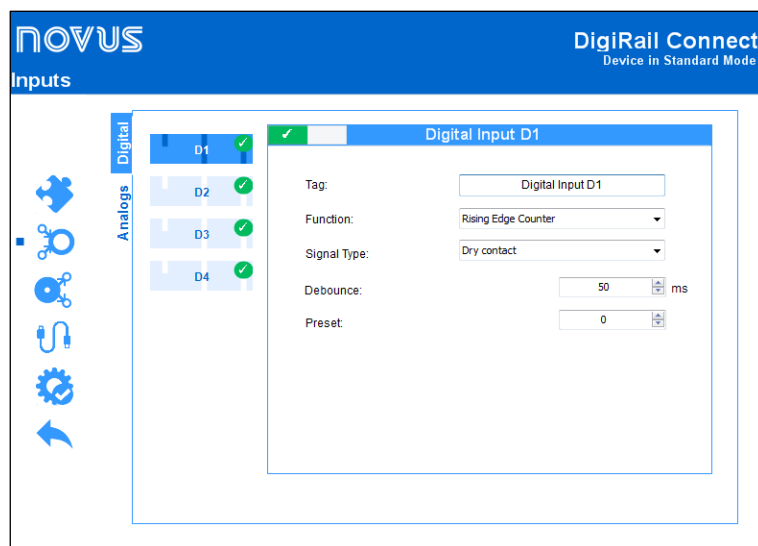 NOVUS
DigiRail Connect
Device in Standard Mode
Inputs
Digital
Analogs
D1
D2
D3
D4
Digital Input D1
Tag: Digital Input D1
Function: Rising Edge Counter
Signal Type: Dry contact
Debounce: 50 ms
Preset: 0